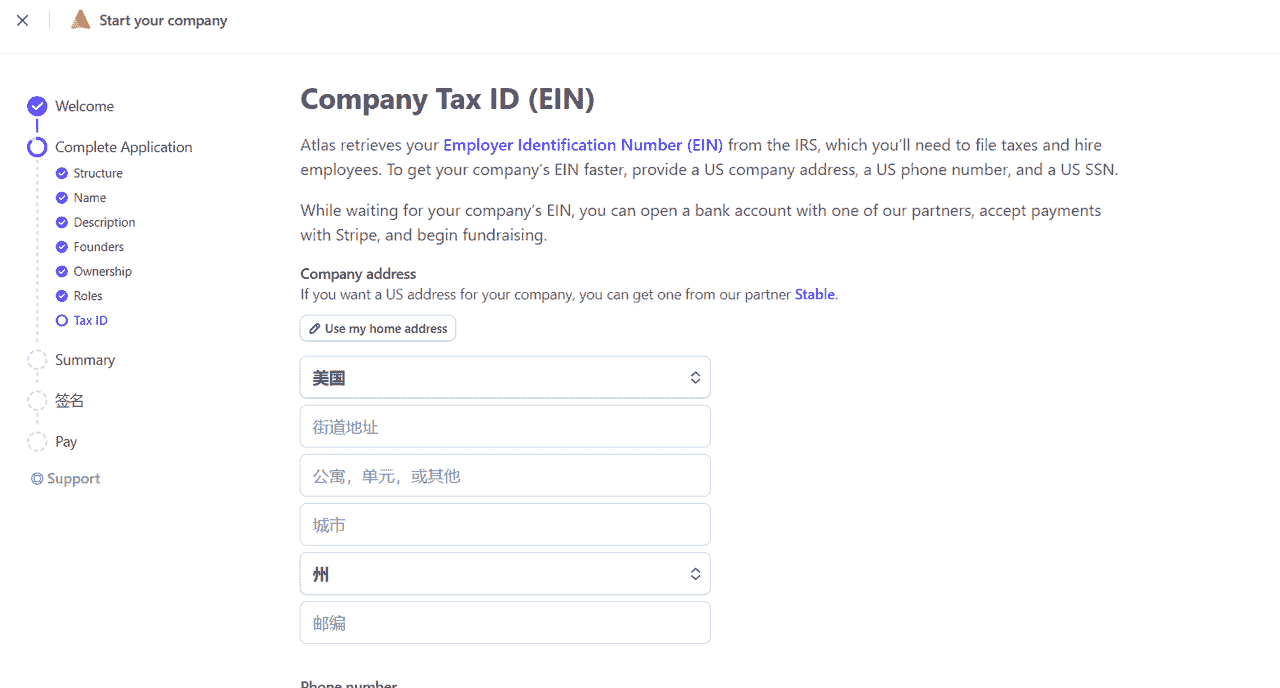 Start your company
Welcome
Complete Application
Structure
Name
Description
Founders
Ownership
Roles
Tax ID
Summary
签名
Pay
Support
Company Tax ID (EIN)
Atlas retrieves your Employer Identification Number (EIN) from the IRS, which you’ll need to file taxes and hire
employees. To get your company’s EIN faster, provide a US company address, a US phone number, and a US SSN.
While waiting for your company’s EIN, you can open a bank account with one of our partners, accept payments
with Stripe, and begin fundraising.
Company address
If you want a US address for your company, you can get one from our partner Stable.
Use my home address
美国
街道地址
公寓，单元，或其他
城市
州
邮编
Phone number